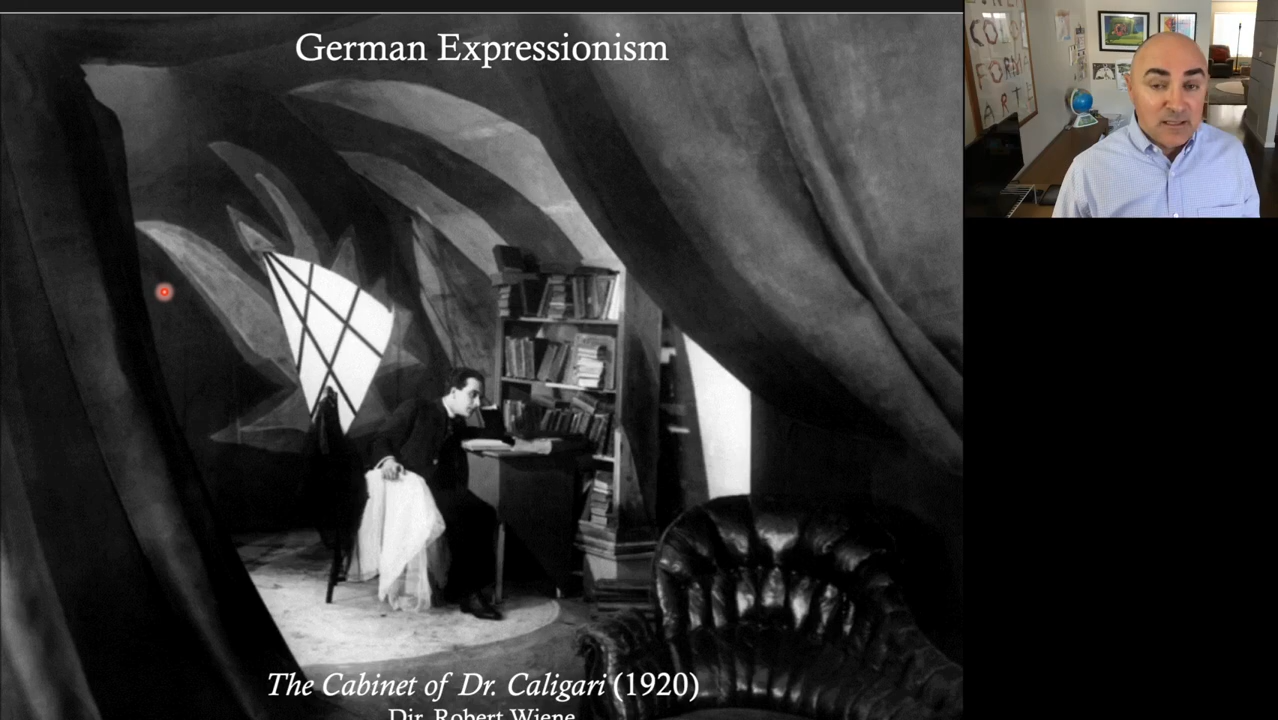 German Expressionism
The Cabinet of Dr. Caligari (1920)
Dir. Robert Wiene